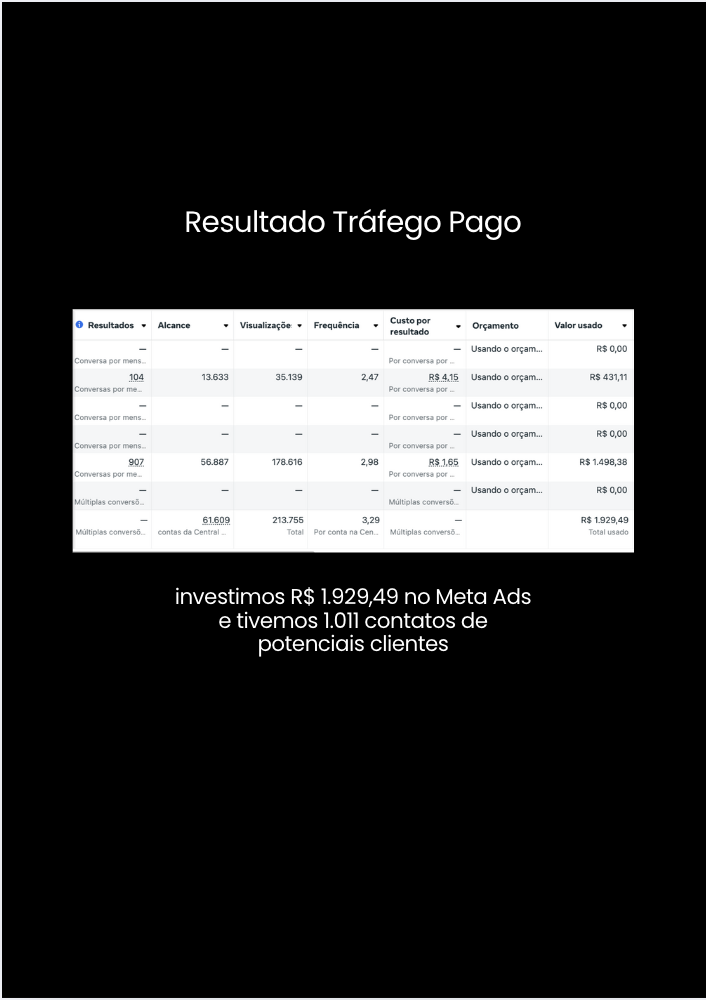 Resultado Tráfego Pago
Resultados Alcance Visualizaçõe Frequência Custo por resultado Orçamento Valor usado
— — — — — Usando o orçam... R$ 0,00
Conversa por mens... Por conversa por ...
104 13.633 35.139 2,47 R$ 4,15 Usando o orçam... R$ 431,11
Conversas por me... Por conversa por ...
— — — — — Usando o orçam... R$ 0,00
Conversa por mens... Por conversa por ...
— — — — — Usando o orçam... R$ 0,00
Conversa por mens... Por conversa por ...
907 56.887 178.616 2,98 R$ 1,65 Usando o orçam... R$ 1.498,38
Conversas por me... Por conversa por ...
— — — — — Usando o orçam... R$ 0,00
Múltiplas conversõ... Múltiplas conversõ...
— 61.609 213.755 3,29 — R$ 1.929,49
Múltiplas conversõ... contas da Central ... Total Por conta na Cen... Múltiplas conversõ... Total usado
investimos R$ 1.929,49 no Meta Ads
e tivemos 1.011 contatos de
potenciais clientes